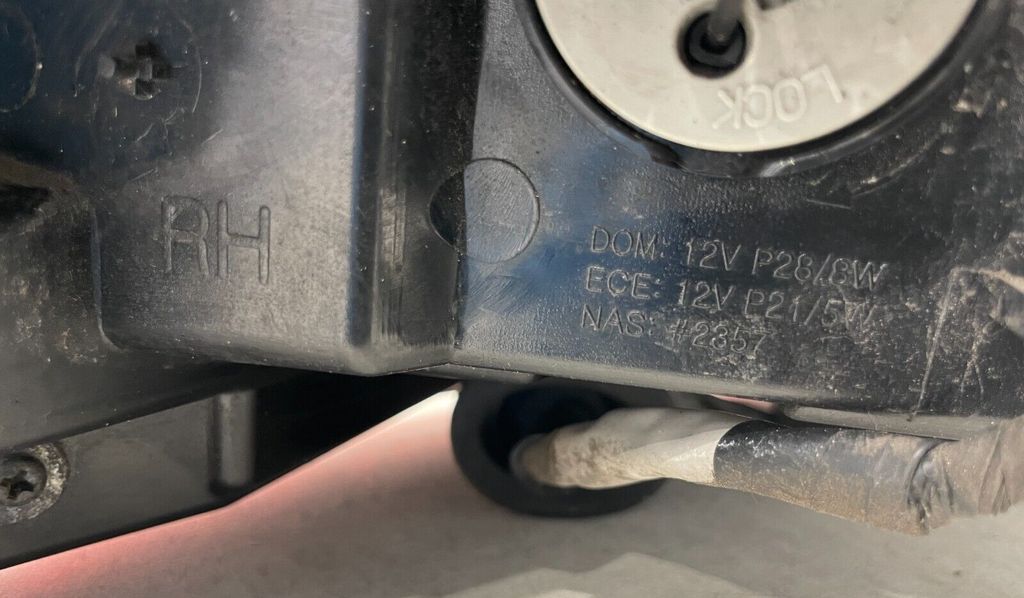 LOCK
RH
DOM: 12V P28/8W
ECE: 12V P21/5W
NAS: #2357